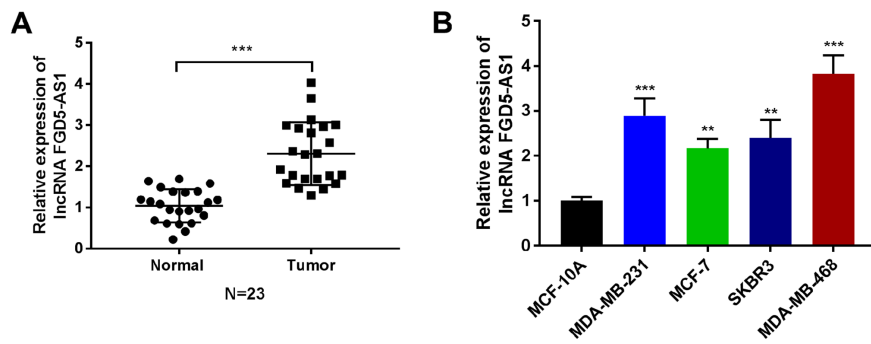 A
Relative expression of
lncRNA FGD5-AS1
5
4
3
2
1
0
***
Normal
Tumor
N=23
B
Relative expression of
lncRNA FGD5-AS1
5
4
3
2
1
0
***
**
**
***
MCF-10A
MDA-MB-231
MCF-7
SKBR3
MDA-MB-468